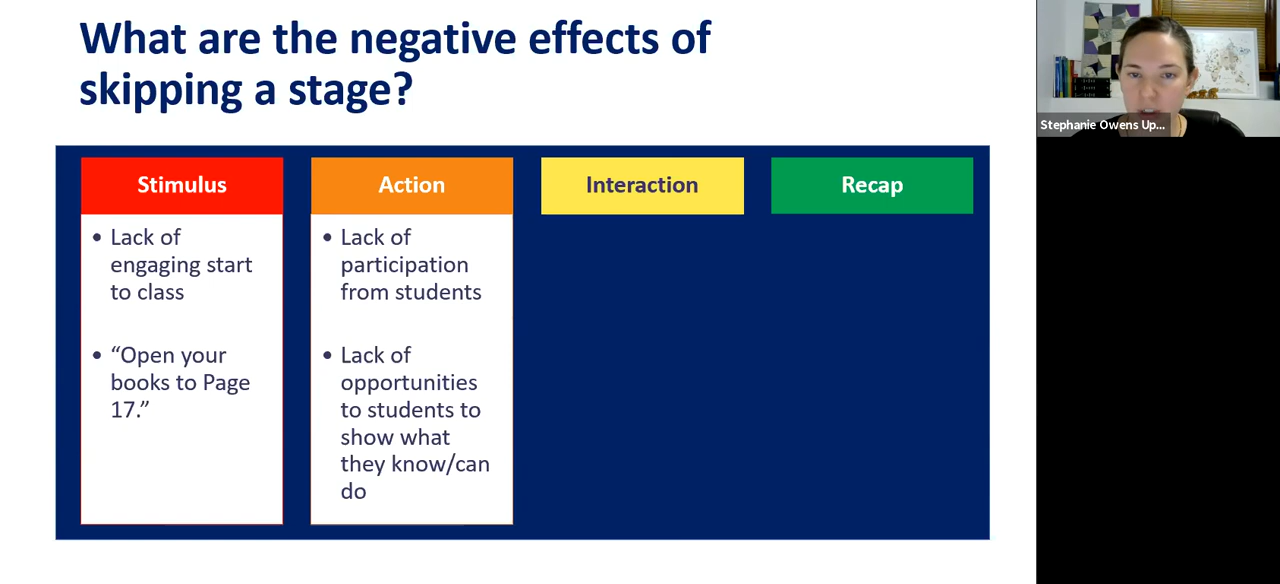 What are the negative effects of
skipping a stage?
Stimulus
• Lack of
engaging start
to class
• “Open your
books to Page
17.”
Action
• Lack of
participation
from students
• Lack of
opportunities
to students to
show what
they know/can
do
Interaction
Recap
Stephanie Owens Up...